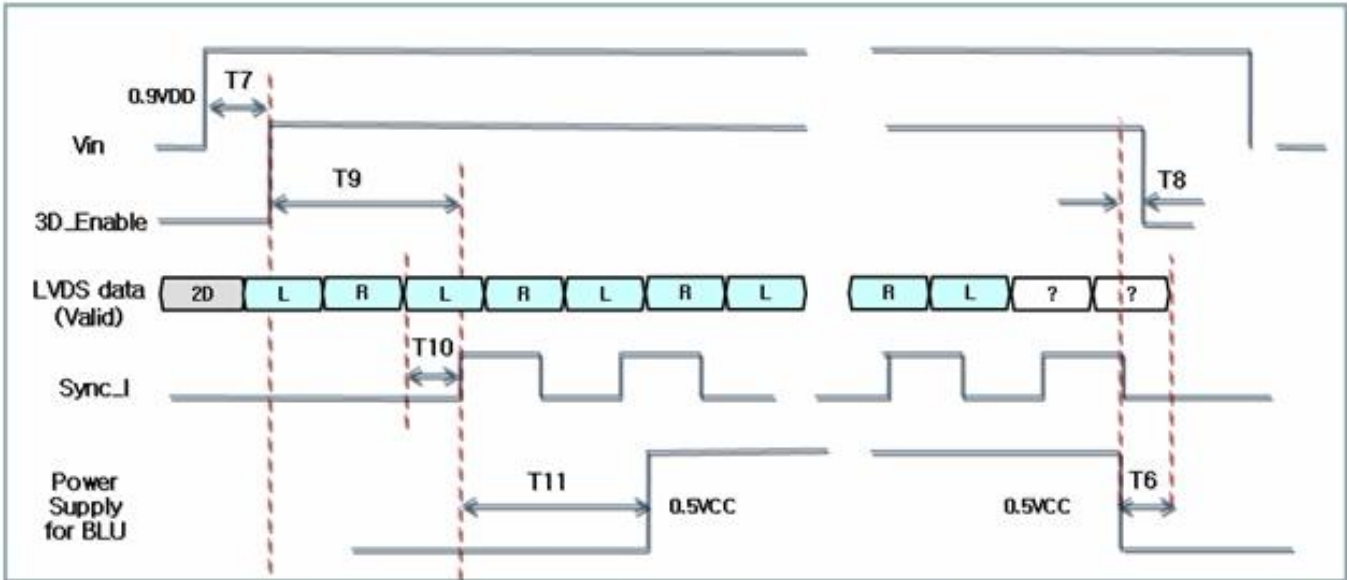 T7
0.9VDD
Vin
T9
T8
3D_Enable
LVDS data
(Valid)
2D L R L R L R L R L ? ?
T10
Sync_I
Power
Supply
for BLU
T11
0.5VCC
0.5VCC
T6